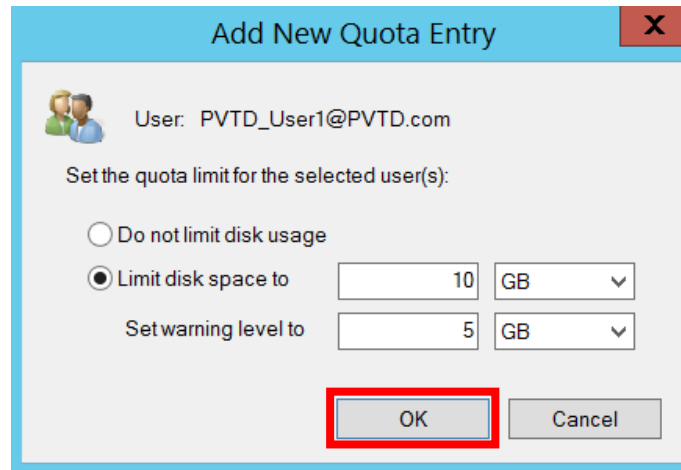 Add New Quota Entry
X
User: PVTD_User1@PVTD.com
Set the quota limit for the selected user(s):
Do not limit disk usage
Limit disk space to 10 GB
Set warning level to 5 GB
OK Cancel